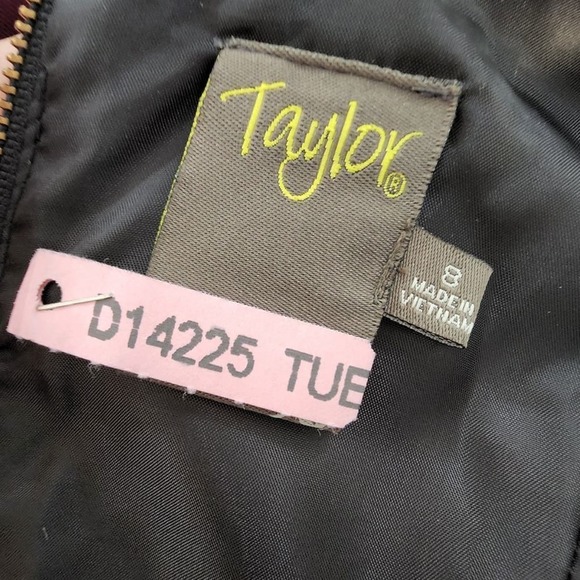 Taylor®
8
MADE IN
VIETNAM
D14225 TUE